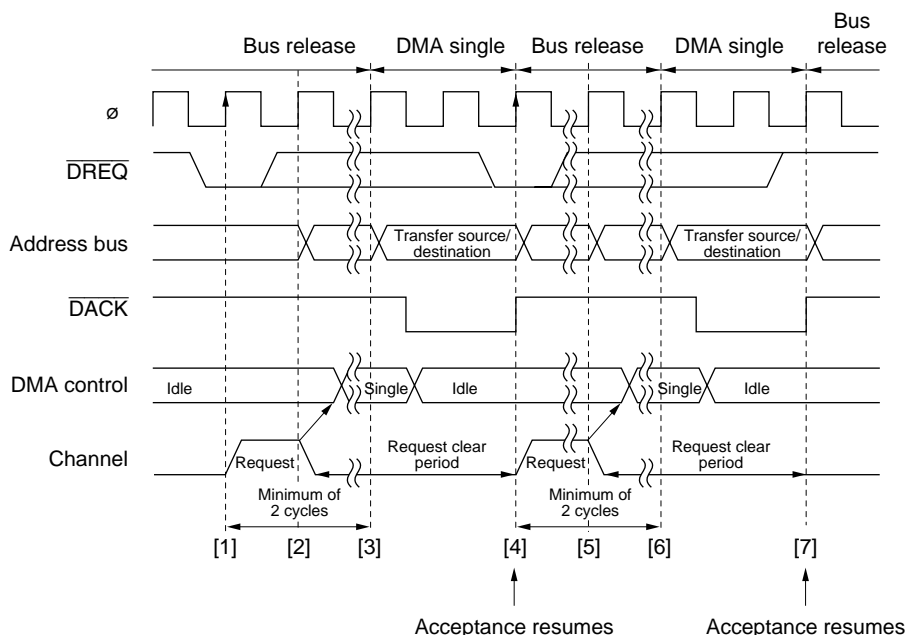 Bus release
DMA single
Bus release
DMA single
Bus
release
ø
DREQ
Address bus
Transfer source/
destination
Transfer source/
destination
DACK
DMA control
Idle
Single
Idle
Single
Idle
Channel
Request
Request clear
period
Request
Request clear
period
Minimum of
2 cycles
Minimum of
2 cycles
[1]
[2]
[3]
[4]
[5]
[6]
[7]
Acceptance resumes
Acceptance resumes